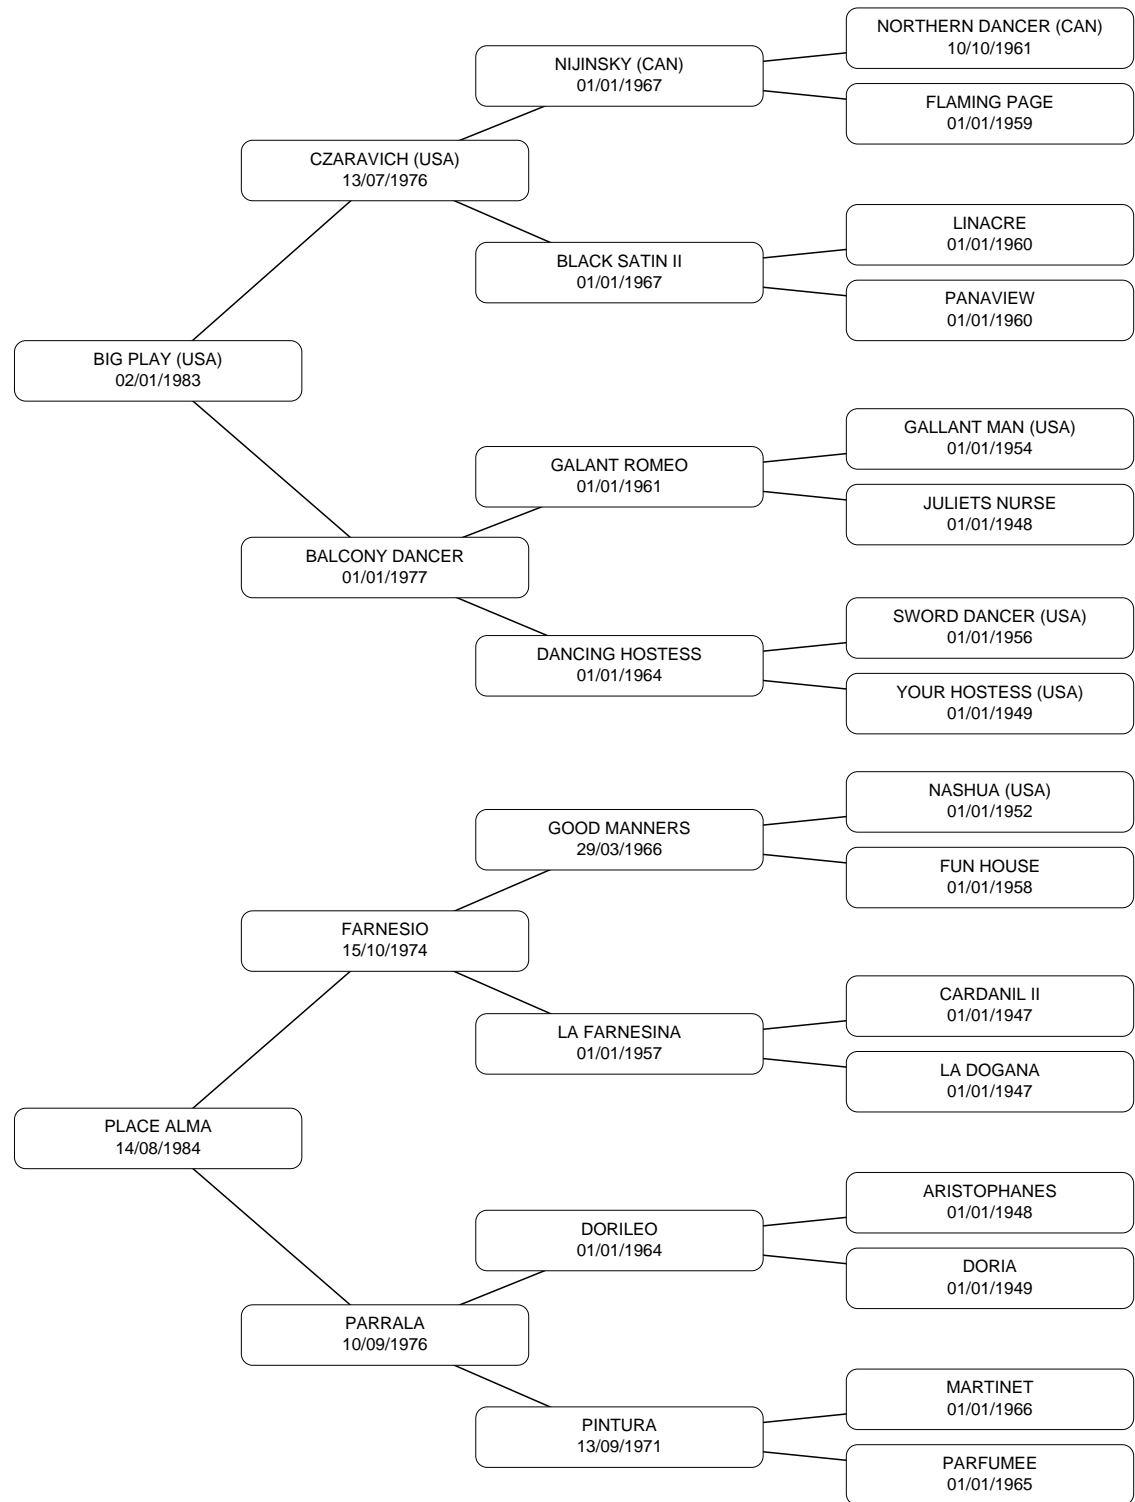 NORTHERN DANCER (CAN)
10/10/1961
NIJINSKY (CAN)
01/01/1967
FLAMING PAGE
01/01/1959
CZARAVICH (USA)
13/07/1976
LINACRE
01/01/1960
BLACK SATIN II
01/01/1967
PANAVIEW
01/01/1960
BIG PLAY (USA)
02/01/1983
GALLANT MAN (USA)
01/01/1954
GALANT ROMEO
01/01/1961
JULIETS NURSE
01/01/1948
BALCONY DANCER
01/01/1977
SWORD DANCER (USA)
01/01/1956
DANCING HOSTESS
01/01/1964
YOUR HOSTESS (USA)
01/01/1949
NASHUA (USA)
01/01/1952
GOOD MANNERS
29/03/1966
FUN HOUSE
01/01/1958
FARNESIO
15/10/1974
CARDANIL II
01/01/1947
LA FARNESINA
01/01/1957
LA DOGANA
01/01/1947
PLACE ALMA
14/08/1984
ARISTOPHANES
01/01/1948
DORILEO
01/01/1964
DORIA
01/01/1949
PARRALA
10/09/1976
MARTINET
01/01/1966
PINTURA
13/09/1971
PARFUMEE
01/01/1965